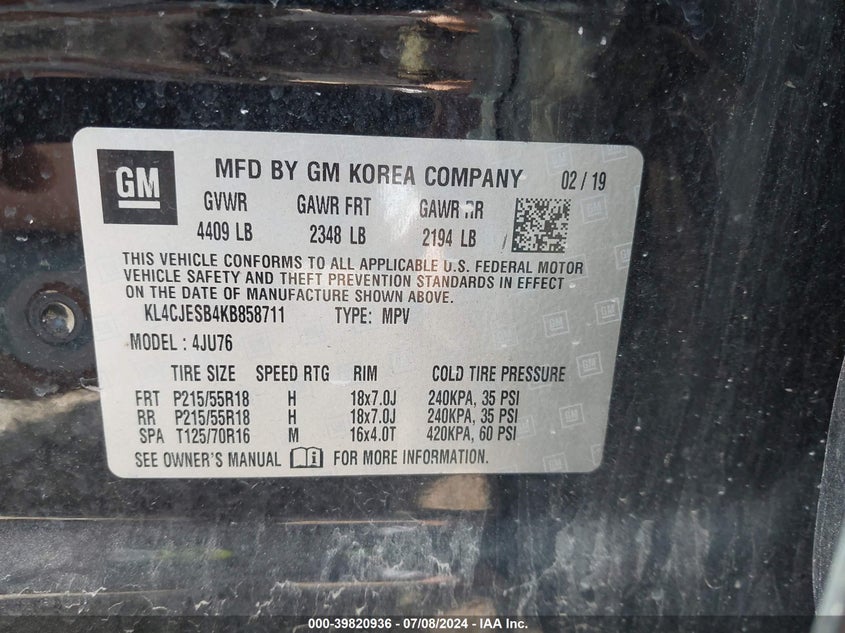 GM MFD BY GM KOREA COMPANY 02 / 19
GVWR GAWR FRT GAWR RR
4409 LB 2348 LB 2194 LB /
THIS VEHICLE CONFORMS TO ALL APPLICABLE U.S. FEDERAL MOTOR
VEHICLE SAFETY AND THEFT PREVENTION STANDARDS IN EFFECT
ON THE DATE OF MANUFACTURE SHOWN ABOVE.
KL4CJESB4KB858711 TYPE: MPV
MODEL : 4JU76
TIRE SIZE SPEED RTG RIM COLD TIRE PRESSURE
FRT P215/55R18 H 18x7.0J 240KPA, 35 PSI
RR P215/55R18 H 18x7.0J 240KPA, 35 PSI
SPA T125/70R16 M 16x4.0T 420KPA, 60 PSI
SEE OWNER'S MANUAL i FOR MORE INFORMATION.
000-39820936 - 07/08/2024 - IAA Inc.